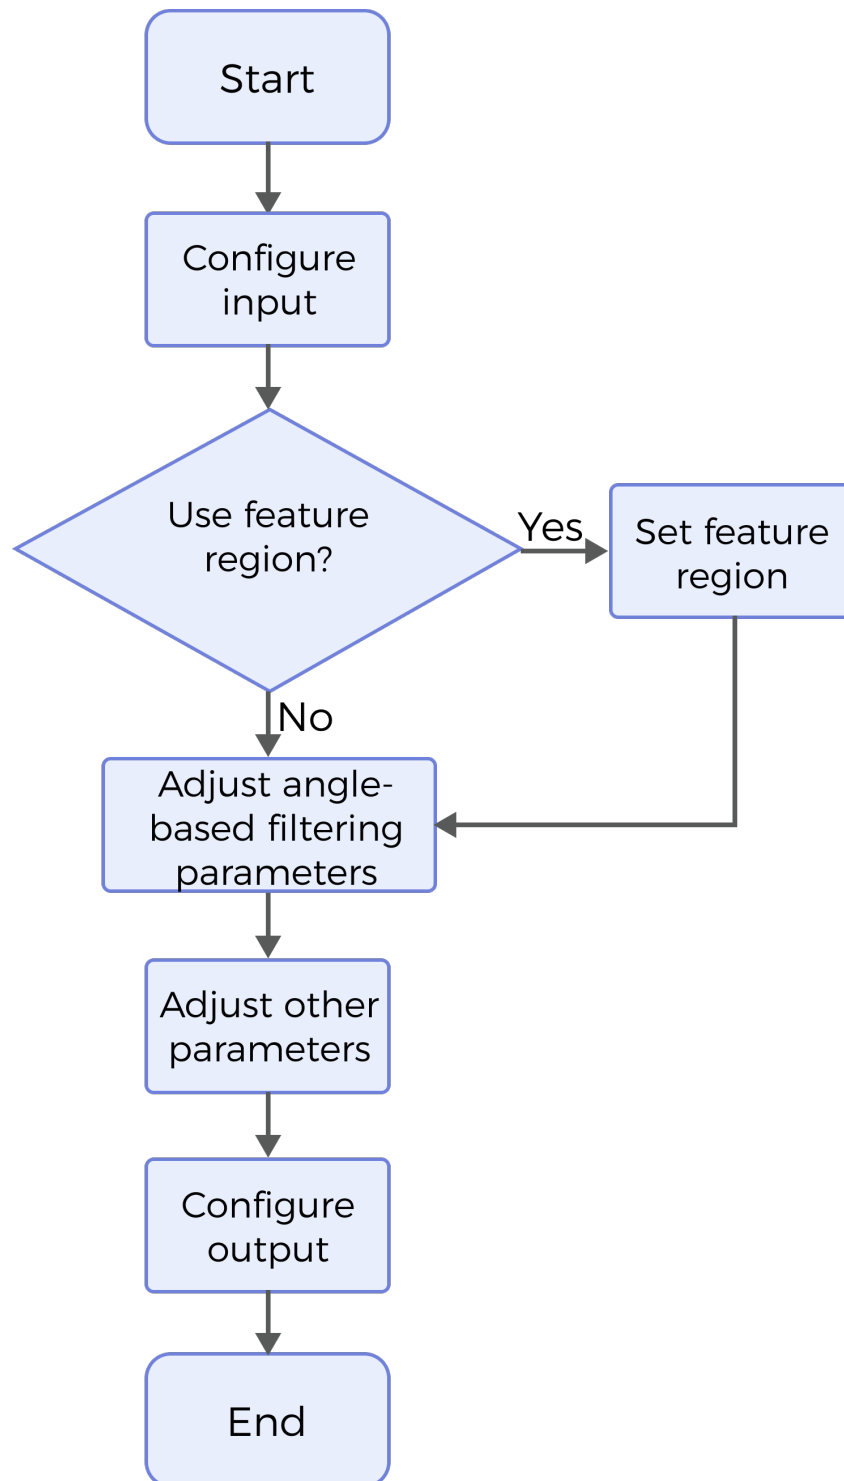 Start
Configure
input
Use feature
region?
Yes
Set feature
region
No
Adjust angle-
based filtering
parameters
Adjust other
parameters
Configure
output
End